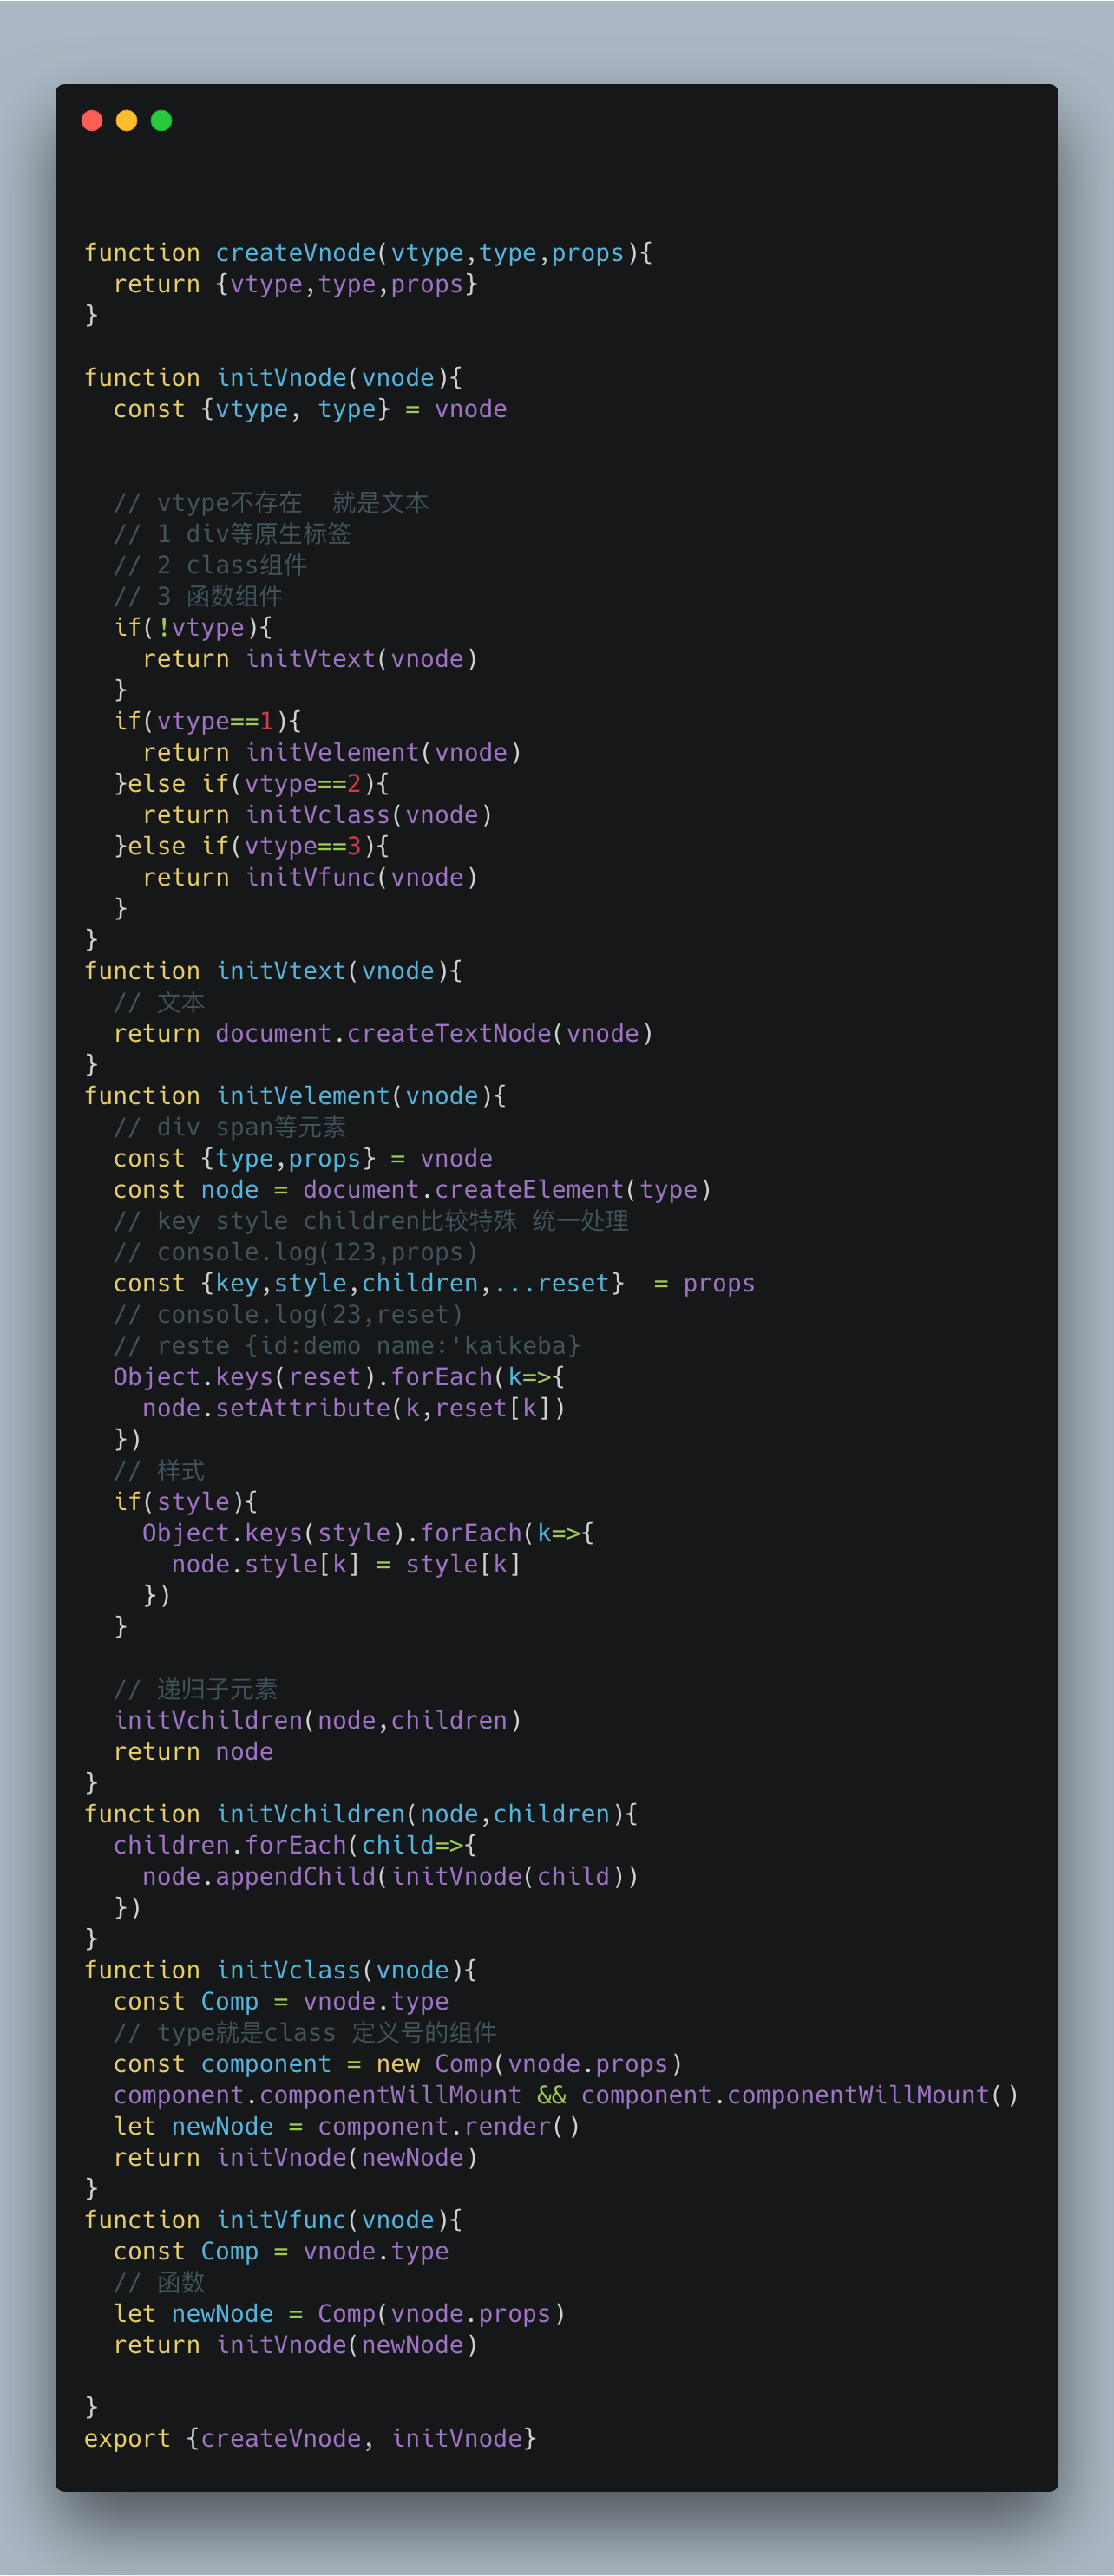 function createVnode(vtype,type,props){
  return {vtype,type,props}
}
function initVnode(vnode){
  const {vtype, type} = vnode
  // vtype不存在  就是文本
  // 1 div等原生标签
  // 2 class组件
  // 3 函数组件
  if(!vtype){
    return initVtext(vnode)
  }
  if(vtype==1){
    return initVelement(vnode)
  }else if(vtype==2){
    return initVclass(vnode)
  }else if(vtype==3){
    return initVfunc(vnode)
  }
}
function initVtext(vnode){
  // 文本
  return document.createTextNode(vnode)
}
function initVelement(vnode){
  // div span等元素
  const {type,props} = vnode
  const node = document.createElement(type)
  // key style children比较特殊 统一处理
  // console.log(123,props)
  const {key,style,children,...reset}  = props
  // console.log(23,reset)
  // reste {id:demo name:'kaikeba}
  Object.keys(reset).forEach(k=>{
    node.setAttribute(k,reset[k])
  })
  // 样式
  if(style){
    Object.keys(style).forEach(k=>{
      node.style[k] = style[k]
    })
  }
  // 递归子元素
  initVchildren(node,children)
  return node
}
function initVchildren(node,children){
  children.forEach(child=>{
    node.appendChild(initVnode(child))
  })
}
function initVclass(vnode){
  const Comp = vnode.type
  // type就是class 定义号的组件
  const component = new Comp(vnode.props)
  component.componentWillMount && component.componentWillMount()
  let newNode = component.render()
  return initVnode(newNode)
}
function initVfunc(vnode){
  const Comp = vnode.type
  // 函数
  let newNode = Comp(vnode.props)
  return initVnode(newNode)
}
export {createVnode, initVnode}